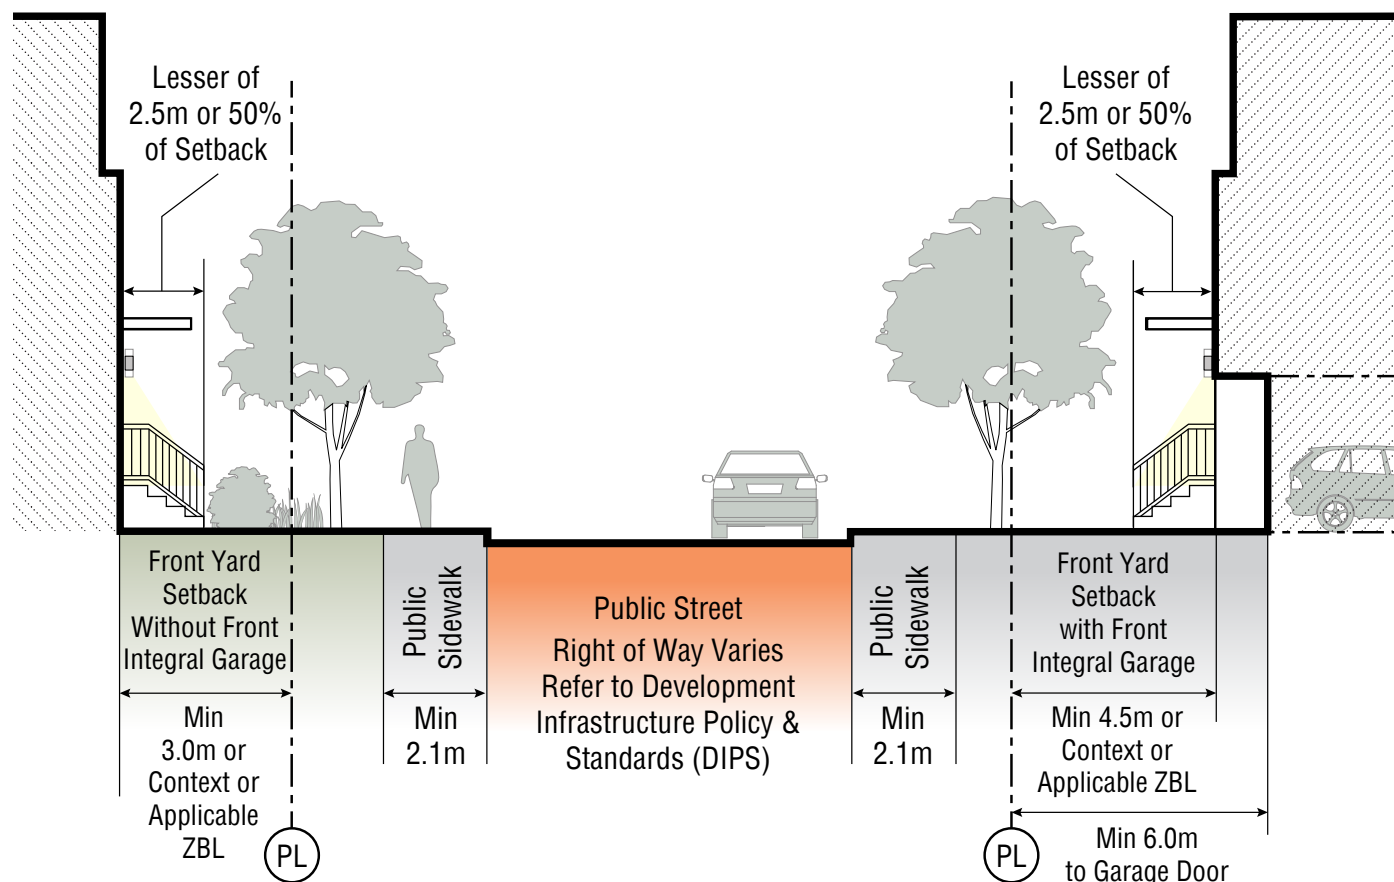 Lesser of
2.5m or 50%
of Setback
Lesser of
2.5m or 50%
of Setback
Front Yard
Setback
Without Front
Integral Garage
Min
3.0m or
Context or
Applicable
ZBL
PL
Public
Sidewalk
Min
2.1m
Public Street
Right of Way Varies
Refer to Development
Infrastructure Policy &
Standards (DIPS)
Public
Sidewalk
Min
2.1m
Front Yard
Setback
with Front
Integral Garage
Min 4.5m or
Context or
Applicable ZBL
PL
Min 6.0m
to Garage Door